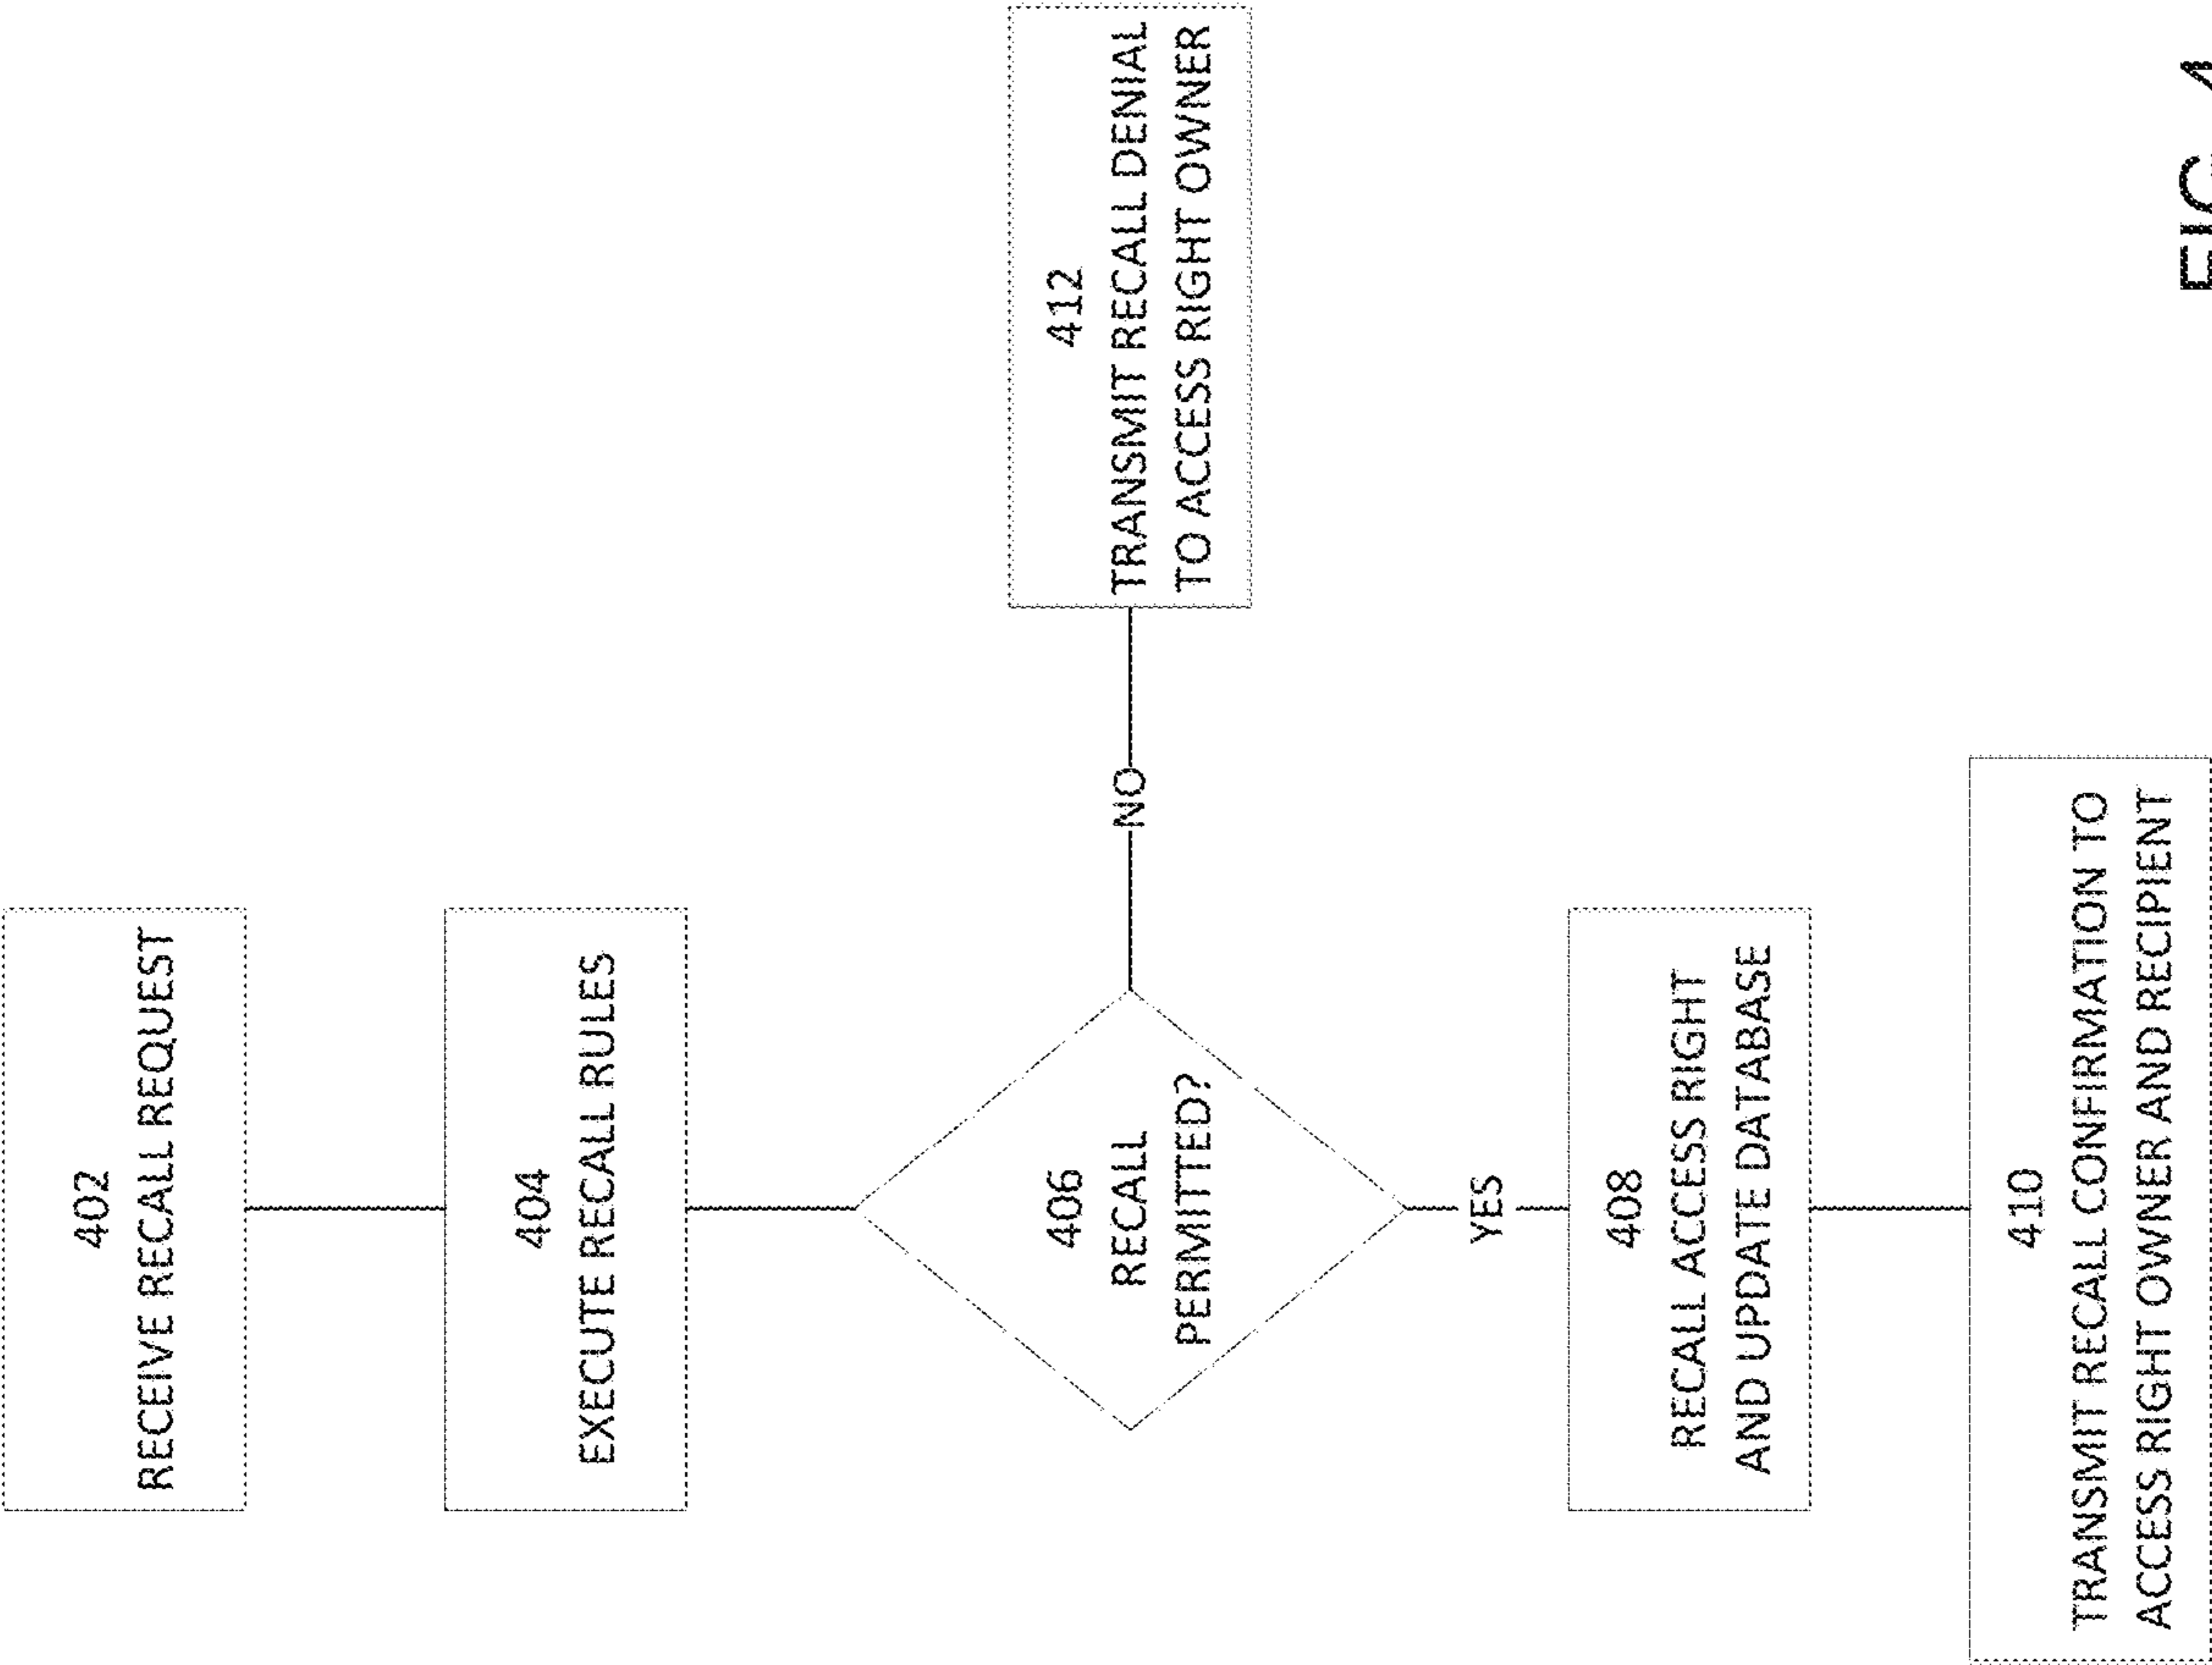 402
RECEIVE RECALL REQUEST
404
EXECUTE RECALL RULES
406
RECALL
PERMITTED?
NO
412
TRANSMIT RECALL DENIAL
TO ACCESS RIGHT OWNER
YES
408
RECALL ACCESS RIGHT
AND UPDATE DATABASE
410
TRANSMIT RECALL CONFIRMATION TO
ACCESS RIGHT OWNER AND RECIPIENT
FIG. 4